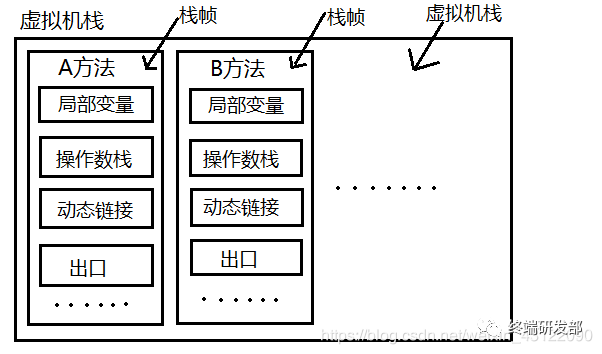 虚拟机栈
栈帧
栈帧
虚拟机栈
A方法
局部变量
操作数栈
动态链接
出口
······
B方法
局部变量
操作数栈
动态链接
出口
······
·······
终端研发部
https://blog.csdn.net/weixin_45122090